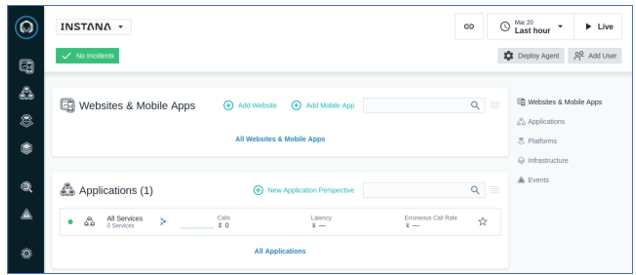 INSTANA
Mar 20
Last hour
Live
No Incidents
Deploy Agent
Add User
Websites & Mobile Apps
Add Website
Add Mobile App
All Websites & Mobile Apps
Applications (1)
New Application Perspective
All Services
0 Services
Calls
Σ 0
Latency
x̄ —
Erroneous Call Rate
x̄ —
All Applications
Websites & Mobile Apps
Applications
Platforms
Infrastructure
Events